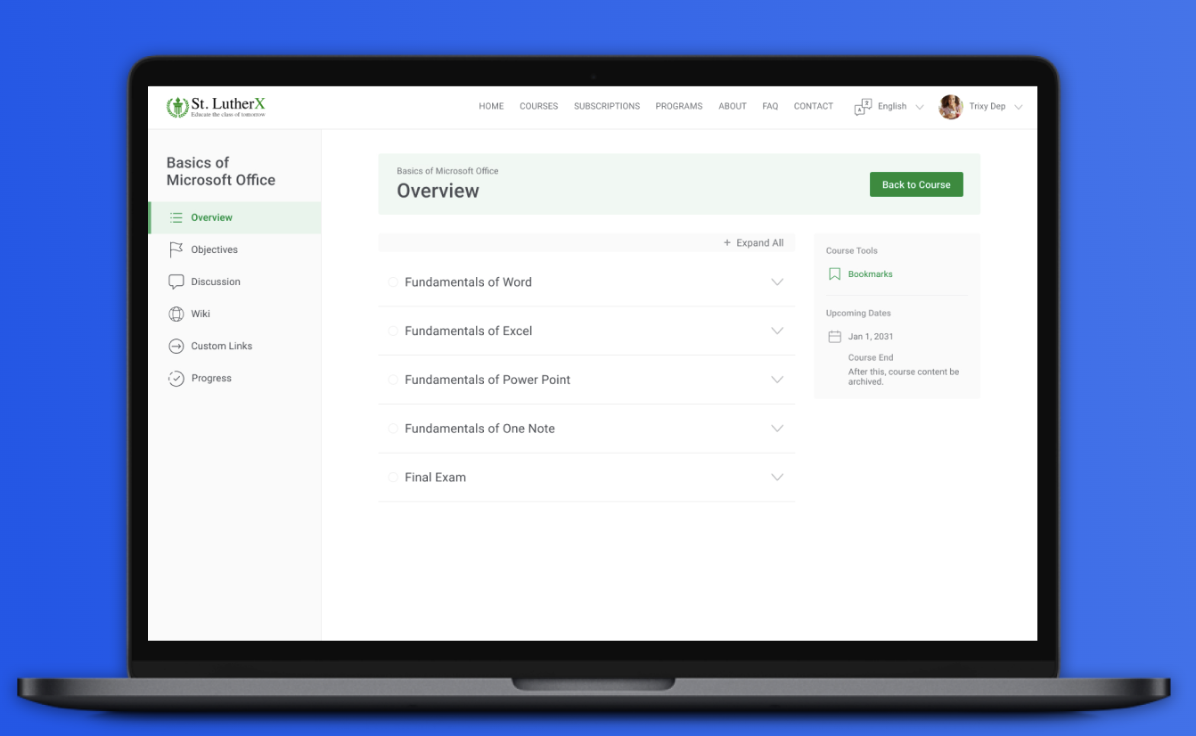 St. LutherX
Educate the class of tomorrow
HOME COURSES SUBSCRIPTIONS PROGRAMS ABOUT FAQ CONTACT English Trixy Dep
Basics of
Microsoft Office
Overview
Objectives
Discussion
Wiki
Custom Links
Progress
Basics of Microsoft Office
Overview
Back to Course
+ Expand All
Fundamentals of Word
Fundamentals of Excel
Fundamentals of Power Point
Fundamentals of One Note
Final Exam
Course Tools
Bookmarks
Upcoming Dates
Jan 1, 2031
Course End
After this, course content be
archived.